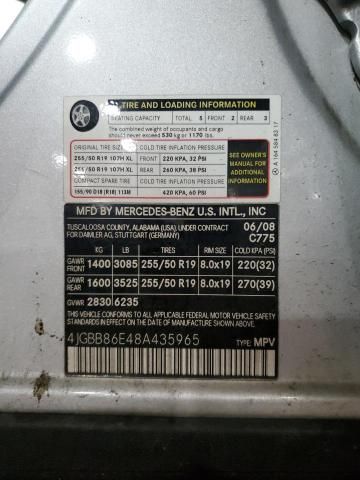 TIRE AND LOADING INFORMATION
SEATING CAPACITY TOTAL 5 FRONT 2 REAR 3
The combined weight of occupants and cargo
should never exceed 530 kg or 1170 lbs.
ORIGINAL TIRE SIZE COLD TIRE INFLATION PRESSURE
255/50 R19 107H XL FRONT 220 KPA, 32 PSI
255/50 R19 107H XL REAR 260 KPA, 38 PSI
COMPACT SPARE TIRE COLD TIRE INFLATION PRESSURE
155/90 D18 (R18) 113M 420 KPA, 60 PSI
SEE OWNER'S
MANUAL FOR
ADDITIONAL
INFORMATION
A 164 584 83 17
MFD BY MERCEDES-BENZ U.S. INTL., INC
TUSCALOOSA COUNTY, ALABAMA (USA), UNDER CONTRACT
FOR DAIMLER AG, STUTTGART (GERMANY)
06/08
C775
KG LB TIRES RIM SIZE COLD KPA(PSI)
GAWR FRONT 1400 3085 255/50 R19 8.0x19 220(32)
GAWR REAR 1600 3525 255/50 R19 8.0x19 270(39)
GVWR 2830 6235
THIS VEHICLE CONFORMS TO ALL APPLICABLE FEDERAL MOTOR VEHICLE
SAFETY STANDARDS IN EFFECT ON THE DATE OF MANUFACTURE SHOWN ABOVE.
4JGBB86E48A435965
TYPE: MPV